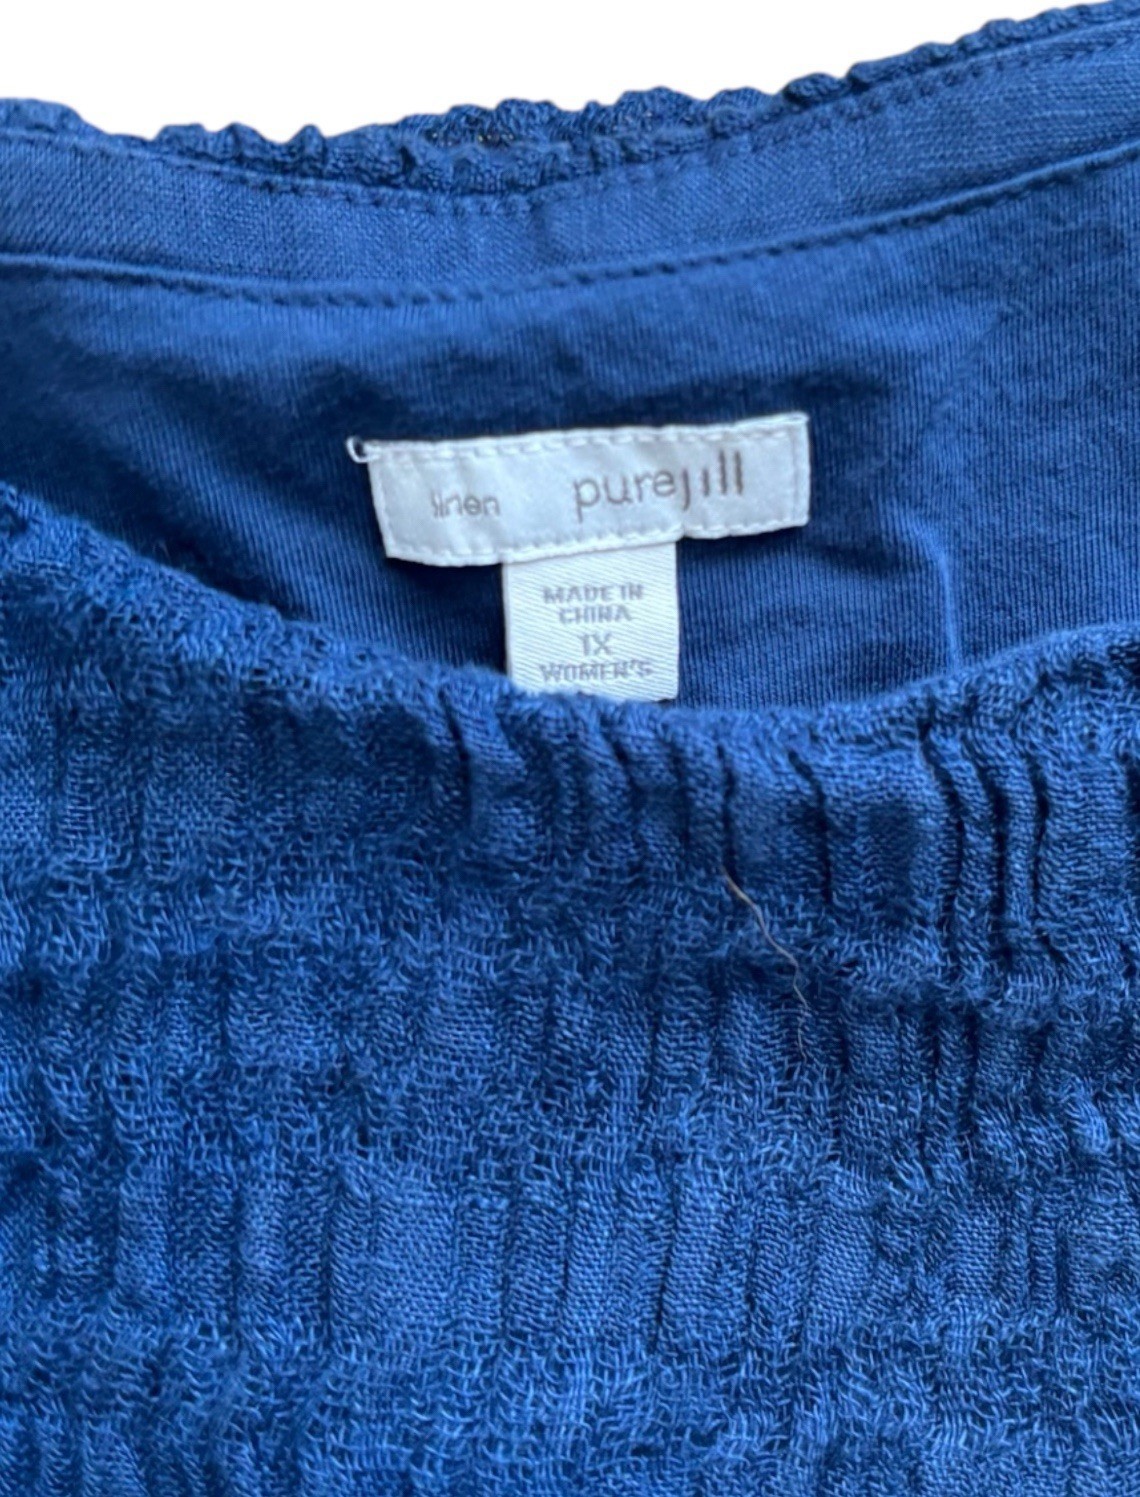 linen purejill
MADE IN
CHINA
1X
WOMEN'S